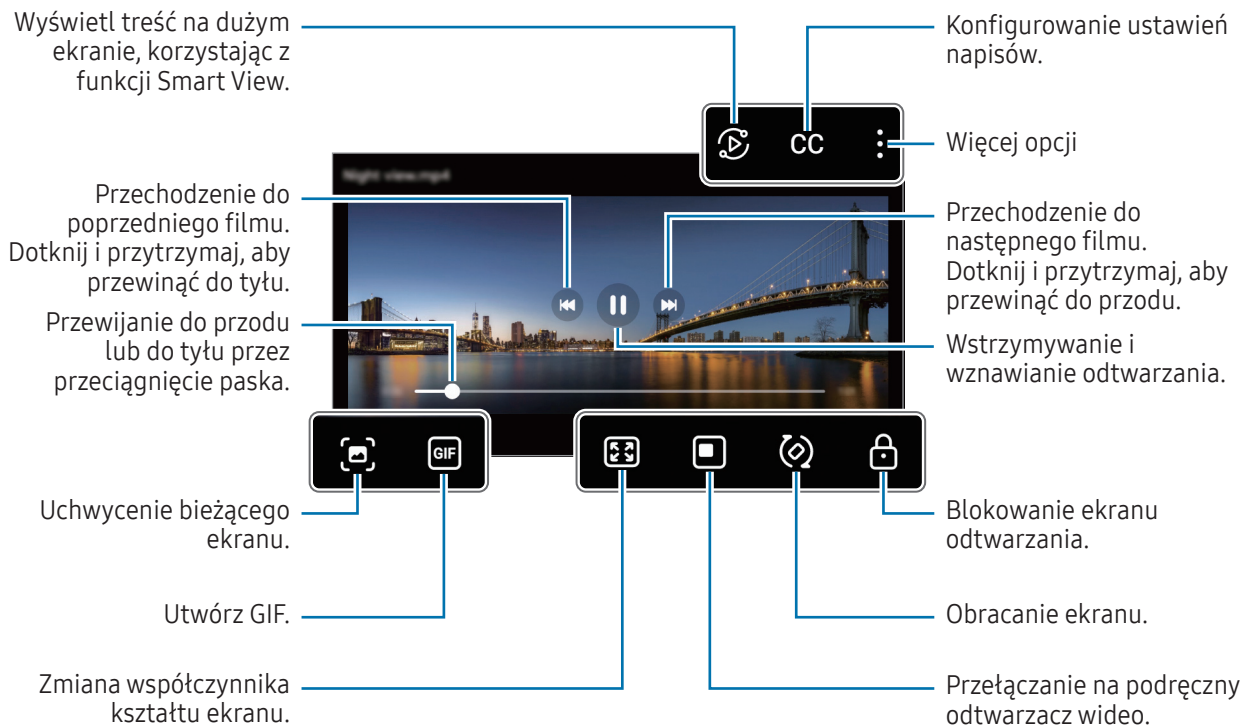 Wyświetl treść na dużym
ekranie, korzystając z
funkcji Smart View.
Konfigurowanie ustawień
napisów.
CC
Więcej opcji
Night view.mp4
Przechodzenie do
poprzedniego filmu.
Dotknij i przytrzymaj, aby
przewinąć do tyłu.
Przechodzenie do
następnego filmu.
Dotknij i przytrzymaj, aby
przewinąć do przodu.
Przewijanie do przodu
lub do tyłu przez
przeciągnięcie paska.
Wstrzymywanie i
wznawianie odtwarzania.
GIF
Uchwycenie bieżącego
ekranu.
Blokowanie ekranu
odtwarzania.
Utwórz GIF.
Obracanie ekranu.
Zmiana współczynnika
kształtu ekranu.
Przełączanie na podręczny
odtwarzacz wideo.